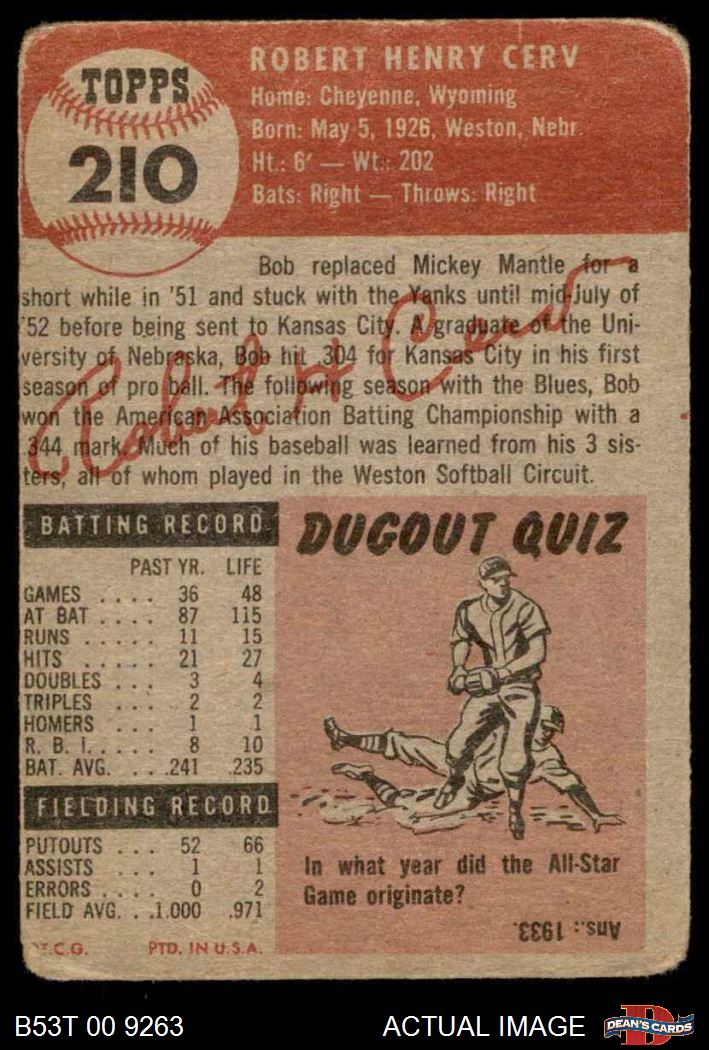 TOPPS
210
ROBERT HENRY CERV
Home: Cheyenne, Wyoming
Born: May 5, 1926, Weston, Nebr.
Ht.: 6' — Wt.: 202
Bats: Right — Throws: Right
Bob replaced Mickey Mantle for a
short while in '51 and stuck with the Yanks until mid-July of
'52 before being sent to Kansas City. A graduate of the Uni-
versity of Nebraska, Bob hit .304 for Kansas City in his first
season of pro ball. The following season with the Blues, Bob
won the American Association Batting Championship with a
.344 mark. Much of his baseball was learned from his 3 sis-
ters, all of whom played in the Weston Softball Circuit.
Robert H Cerv
BATTING RECORD
PAST YR. LIFE
GAMES .... 36 48
AT BAT .... 87 115
RUNS .... 11 15
HITS ..... 21 27
DOUBLES ... 3 4
TRIPLES ... 2 2
HOMERS ... 1 1
R. B. I. .... 8 10
BAT. AVG. ... .241 .235
FIELDING RECORD
PUTOUTS ... 52 66
ASSISTS ... 1 1
ERRORS .... 0 2
FIELD AVG. . .1.000 .971
T.C.G. PTD. IN U.S.A.
DUGOUT QUIZ
In what year did the All-Star
Game originate?
Ans.: 1933.
B53T 00 9263 ACTUAL IMAGE
DEAN'S CARDS